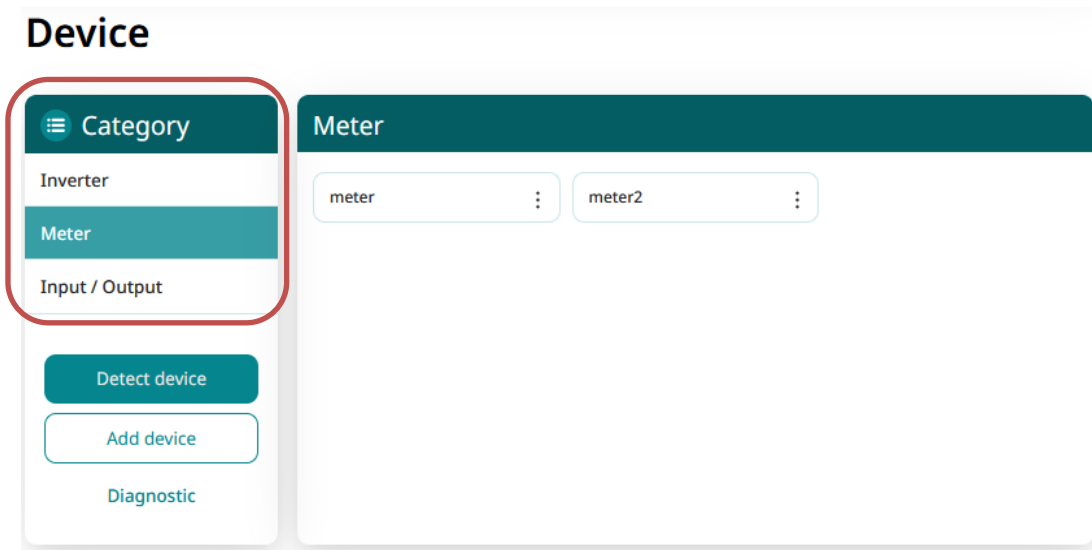 Device
Category
Inverter
Meter
Input / Output
Detect device
Add device
Diagnostic
Meter
meter
meter2